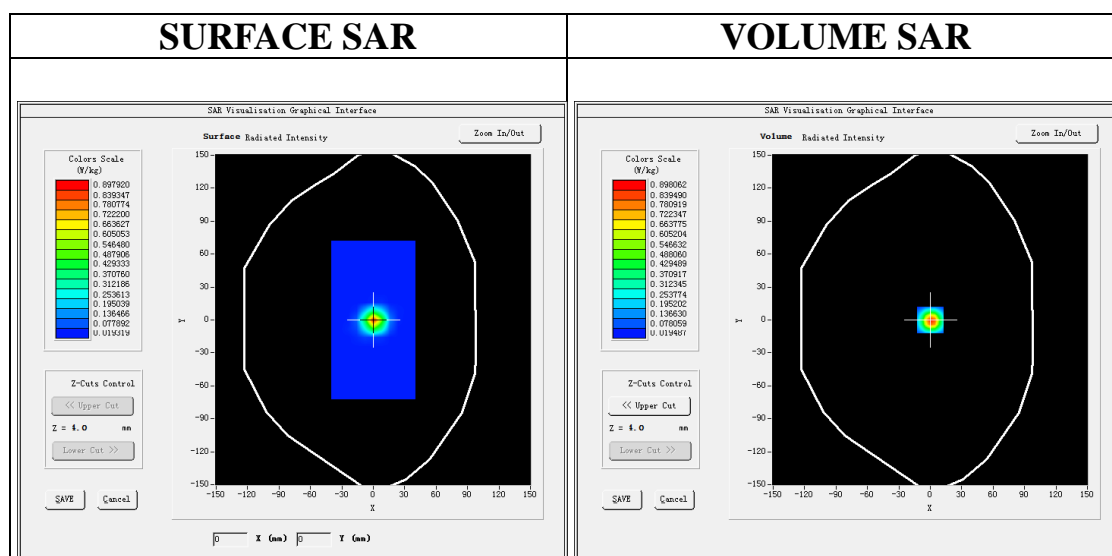 SURFACE SAR
VOLUME SAR
SAR Visualisation Graphical Interface
Surface Radiated Intensity
Zoom In/Out
Colors Scale
(W/kg)
0.897920
0.839347
0.780774
0.722200
0.663627
0.605053
0.546480
0.487906
0.429333
0.370760
0.312186
0.253613
0.195039
0.136466
0.077892
0.019319
150
120
90
60
30
0
-30
-60
-90
-120
-150
Y
-150 -120 -90 -60 -30 0 30 60 90 120 150
X
Z-Cuts Control
<< Upper Cut
Z = 4.0 mm
Lower Cut >>
SAVE Cancel
0 X (mm) 0 Y (mm)
SAR Visualisation Graphical Interface
Volume Radiated Intensity
Zoom In/Out
Colors Scale
(W/kg)
0.898062
0.839490
0.780919
0.722347
0.663775
0.605204
0.546632
0.488060
0.429489
0.370917
0.312345
0.253774
0.195202
0.136630
0.078059
0.019487
150
120
90
60
30
0
-30
-60
-90
-120
-150
Y
-150 -120 -90 -60 -30 0 30 60 90 120 150
X
Z-Cuts Control
<< Upper Cut
Z = 4.0 mm
Lower Cut >>
SAVE Cancel